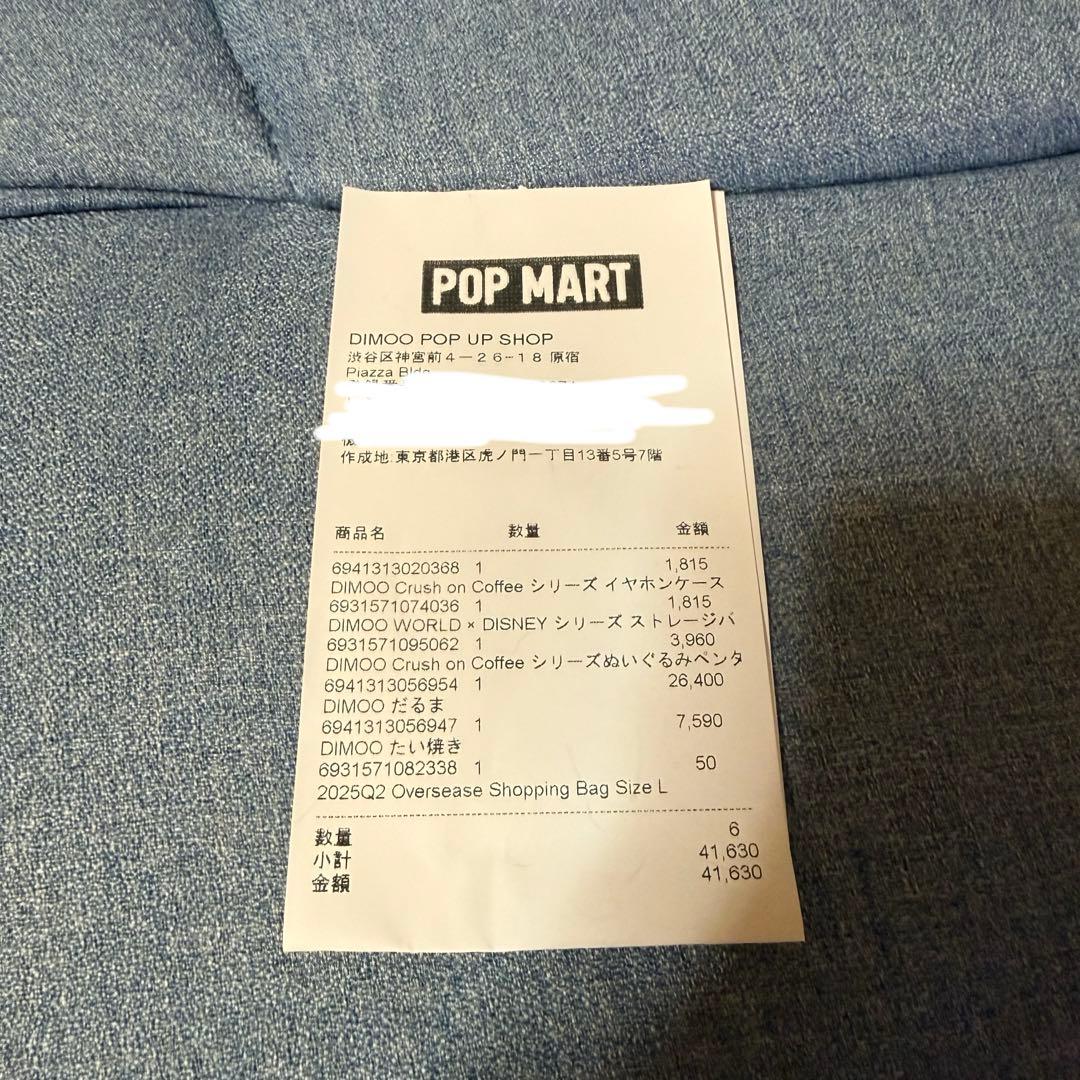 POP MART
DIMOO POP UP SHOP
渋谷区神宮前4ー26-18 原宿
Piazza Bldg
作成地:東京都港区虎ノ門一丁目13番5号7階
商品名 数量 金額
6941313020368 1 1,815
DIMOO Crush on Coffee シリーズ イヤホンケース
6931571074036 1 1,815
DIMOO WORLD × DISNEY シリーズ ストレージバ
6931571095062 1 3,960
DIMOO Crush on Coffee シリーズぬいぐるみペンタ
6941313056954 1 26,400
DIMOO だるま
6941313056947 1 7,590
DIMOO たい焼き
6931571082338 1 50
2025Q2 Oversease Shopping Bag Size L
数量 6
小計 41,630
金額 41,630